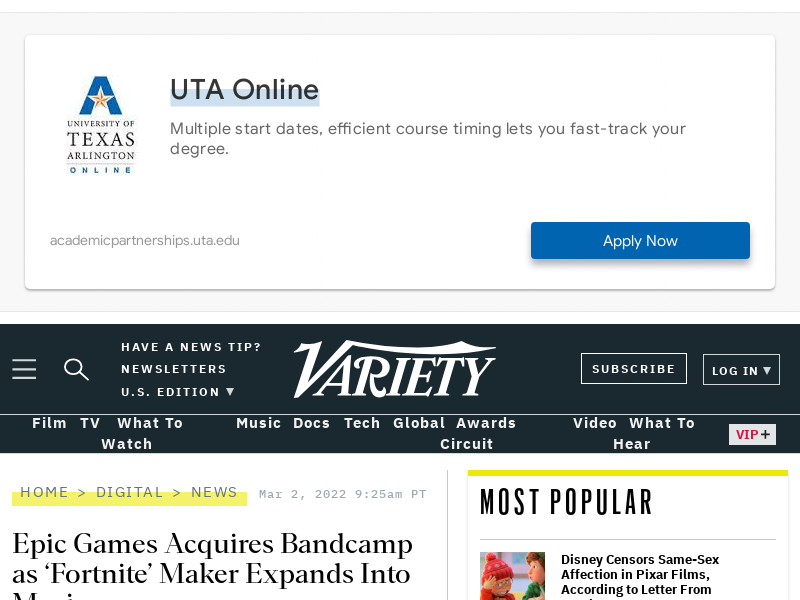 UTA Online
Multiple start dates, efficient course timing lets you fast-track your
degree.
UNIVERSITY OF
TEXAS
ARLINGTON
ONLINE
academicpartnerships.uta.edu
Apply Now
HAVE A NEWS TIP?
NEWSLETTERS
U.S. EDITION
VARIETY
SUBSCRIBE
LOG IN
Film TV What To Watch
Music Docs Tech Global Awards Circuit
Video What To Hear
VIP+
HOME > DIGITAL > NEWS
Mar 2, 2022 9:25am PT
Epic Games Acquires Bandcamp
as ‘Fortnite’ Maker Expands Into
MOST POPULAR
Disney Censors Same-Sex
Affection in Pixar Films,
According to Letter From